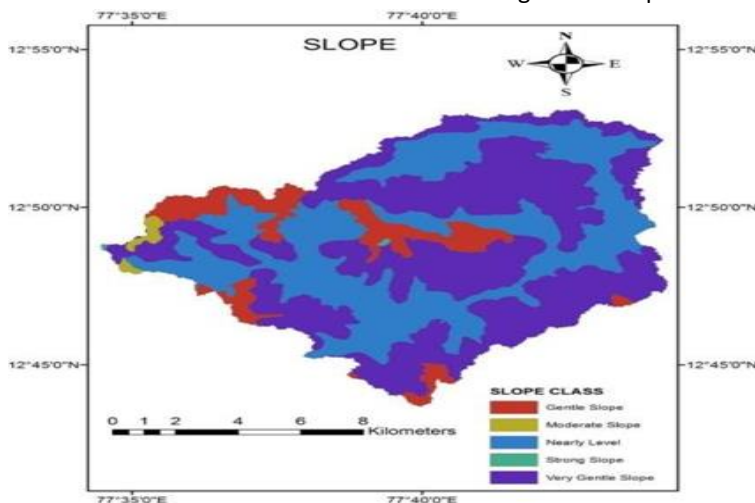 77°35'0"E 77°40'0"E
12°55'0"N 12°55'0"N
SLOPE
N
W E
S
12°50'0"N 12°50'0"N
12°45'0"N 12°45'0"N
SLOPE CLASS
Gentle Slope
Moderate Slope
Nearly Level
Strong Slope
Very Gentle Slope
0 1 2 4 6 8
Kilometers
77°35'0"E 77°40'0"E